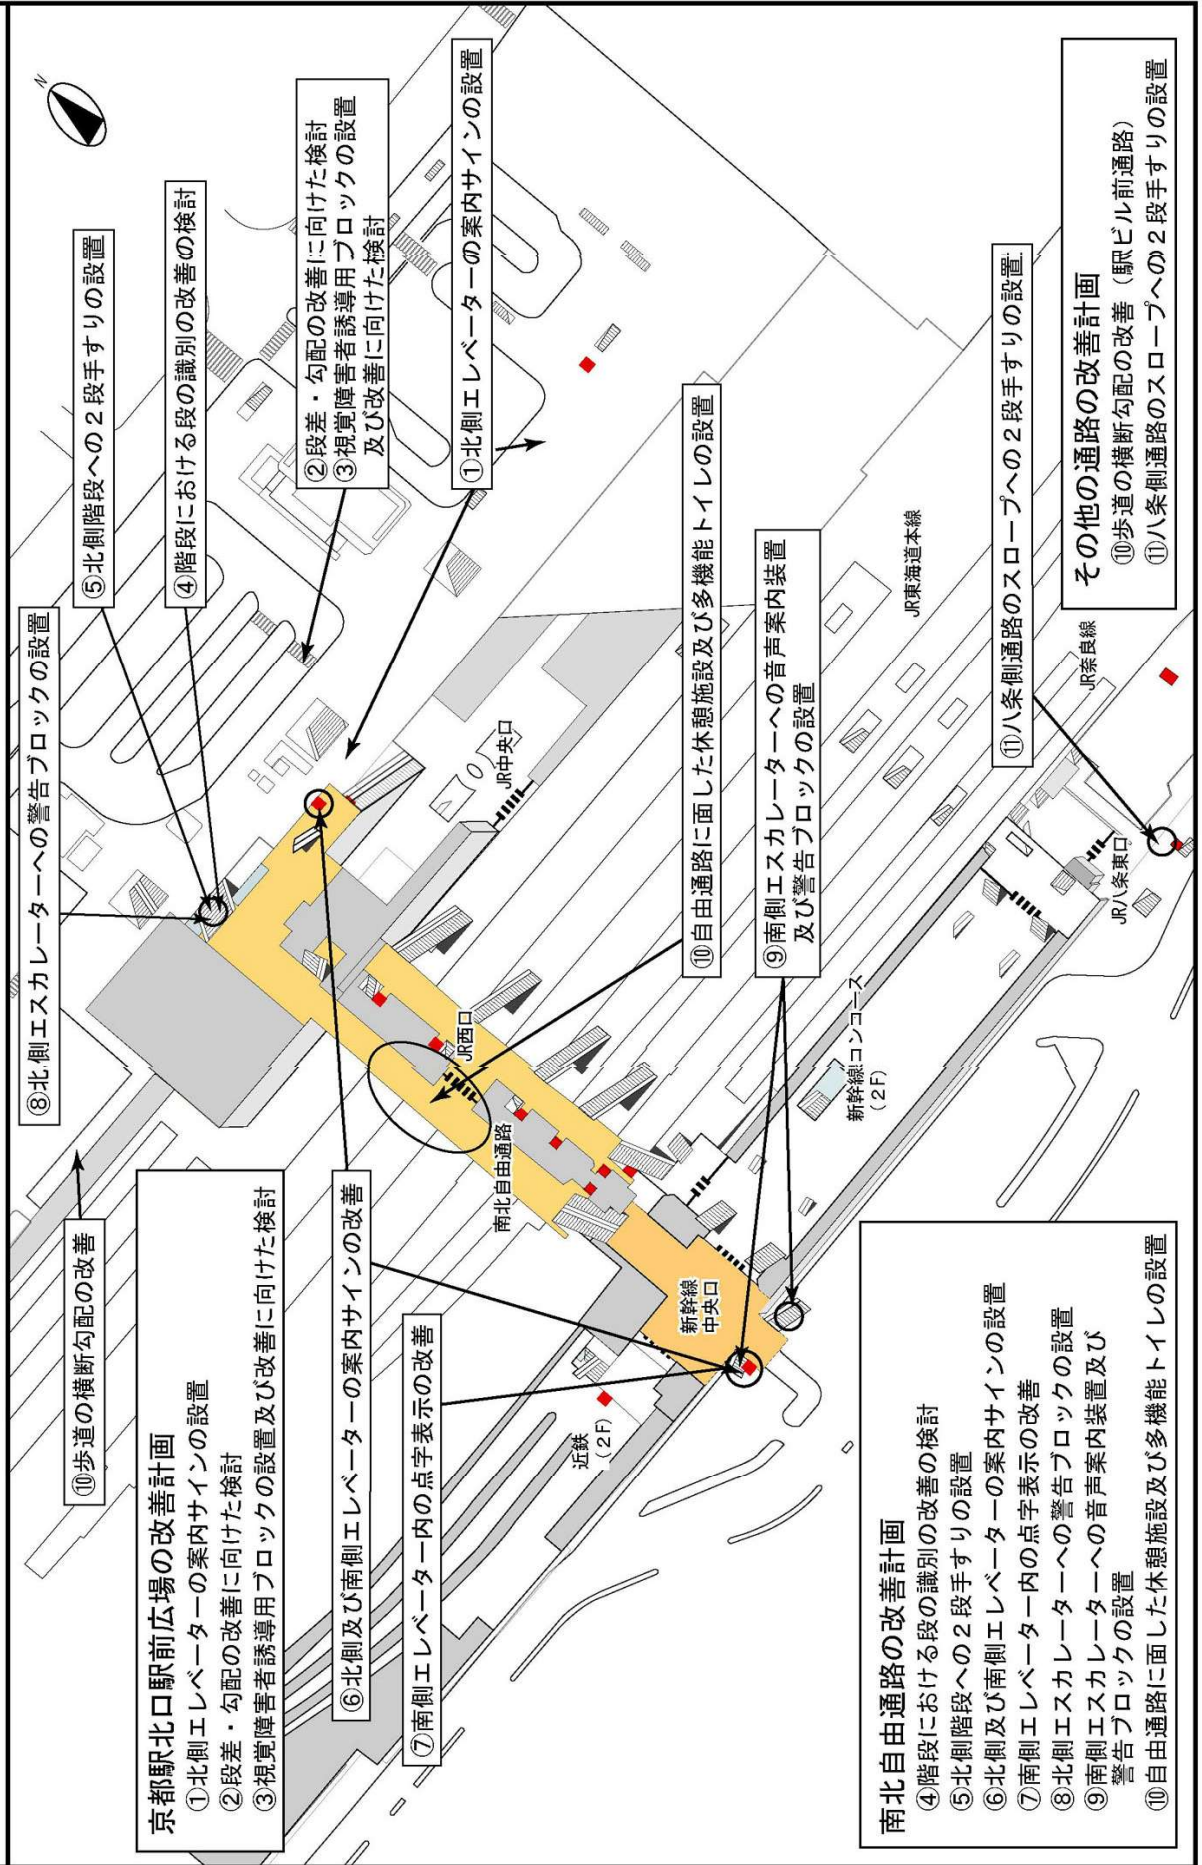 N
⑧北側エスカレーターへの警告ブロックの設置
⑤北側階段への２段手すりの設置
④階段における段の識別の改善の検討
②段差・勾配の改善に向けた検討
③視覚障害者誘導用ブロックの設置
及び改善に向けた検討
①北側エレベーターの案内サインの設置
⑩歩道の横断勾配の改善
京都駅北口駅前広場の改善計画
①北側エレベーターの案内サインの設置
②段差・勾配の改善に向けた検討
③視覚障害者誘導用ブロックの設置及び改善に向けた検討
⑥北側及び南側エレベーターの案内サインの改善
⑦南側エレベーター内の点字表示の改善
JR中央口
JR西口
南北自由通路
⑩自由通路に面した休憩施設及び多機能トイレの設置
⑨南側エスカレーターへの音声案内装置
及び警告ブロックの設置
JR東海道本線
近鉄
（２F）
新幹線
中央口
新幹線コンコース
（２F）
JR八条東口
JR奈良線
⑪八条側通路のスロープへの２段手すりの設置
南北自由通路の改善計画
④階段における段の識別の改善の検討
⑤北側階段への２段手すりの設置
⑥北側及び南側エレベーターの案内サインの設置
⑦南側エレベーター内の点字表示の改善
⑧北側エスカレーターへの警告ブロックの設置
⑨南側エスカレーターへの音声案内装置及び
警告ブロックの設置
⑩自由通路に面した休憩施設及び多機能トイレの設置
その他の通路の改善計画
⑩歩道の横断勾配の改善（駅ビル前通路）
⑪八条側通路のスロープへの２段手すりの設置